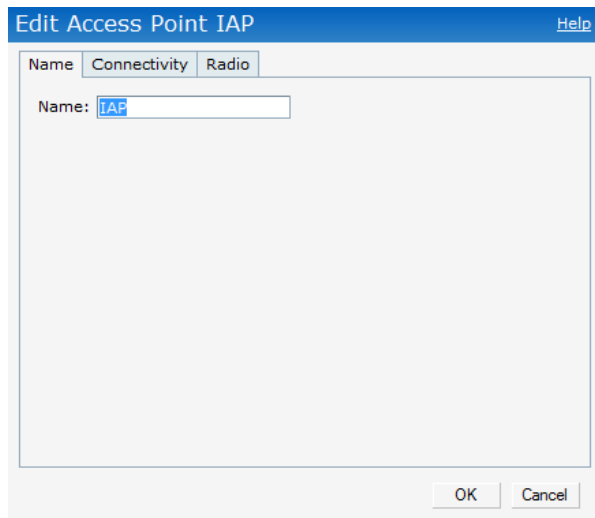 Edit Access Point IAP Help
Name Connectivity Radio
Name: IAP
OK Cancel